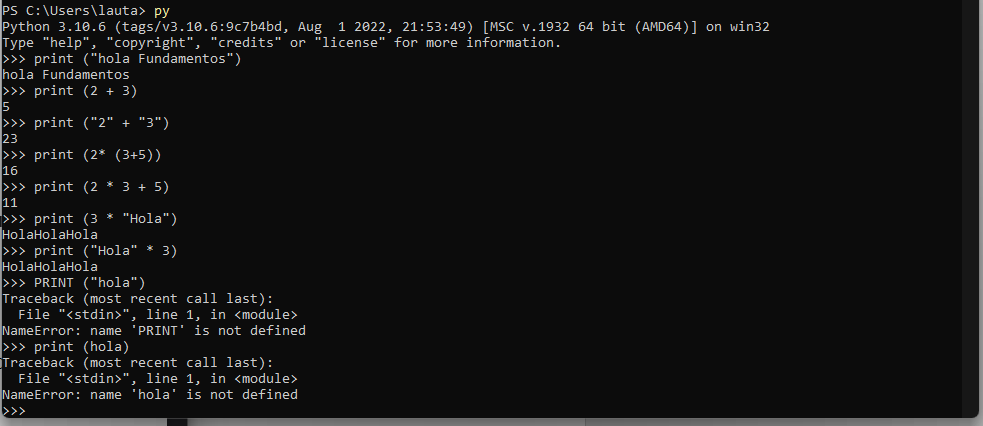 PS C:\Users\lauta> py
Python 3.10.6 (tags/v3.10.6:9c7b4bd, Aug  1 2022, 21:53:49) [MSC v.1932 64 bit (AMD64)] on win32
Type "help", "copyright", "credits" or "license" for more information.
>>> print ("hola Fundamentos")
hola Fundamentos
>>> print (2 + 3)
5
>>> print ("2" + "3")
23
>>> print (2* (3+5))
16
>>> print (2 * 3 + 5)
11
>>> print (3 * "Hola")
HolaHolaHola
>>> print ("Hola" * 3)
HolaHolaHola
>>> PRINT ("hola")
Traceback (most recent call last):
  File "<stdin>", line 1, in <module>
NameError: name 'PRINT' is not defined
>>> print (hola)
Traceback (most recent call last):
  File "<stdin>", line 1, in <module>
NameError: name 'hola' is not defined
>>>